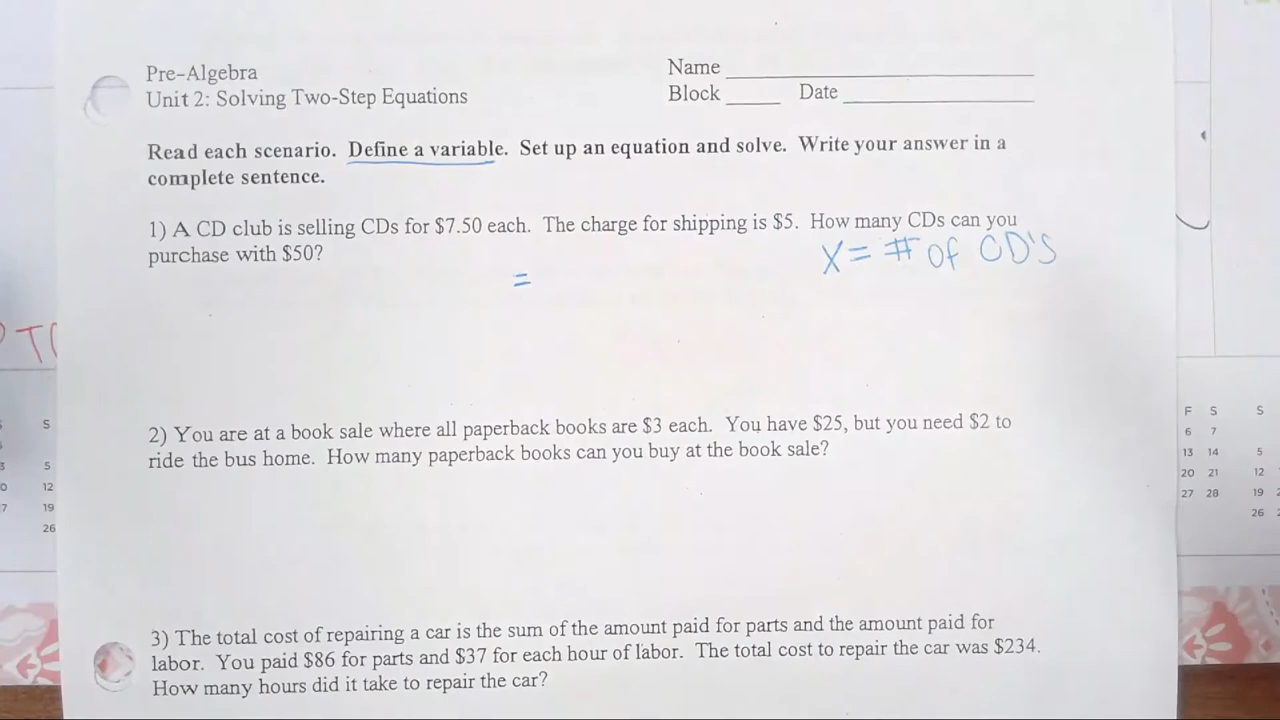 Pre-Algebra
Unit 2: Solving Two-Step Equations
Name
Block Date
Read each scenario. Define a variable. Set up an equation and solve. Write your answer in a
complete sentence.
1) A CD club is selling CDs for $7.50 each. The charge for shipping is $5. How many CDs can you
purchase with $50?
X = # of CD'S
=
2) You are at a book sale where all paperback books are $3 each. You have $25, but you need $2 to
ride the bus home. How many paperback books can you buy at the book sale?
3) The total cost of repairing a car is the sum of the amount paid for parts and the amount paid for
labor. You paid $86 for parts and $37 for each hour of labor. The total cost to repair the car was $234.
How many hours did it take to repair the car?
S
S
12
19
26
F S S
6 7
13 14 5
20 21 12
27 28 19
26